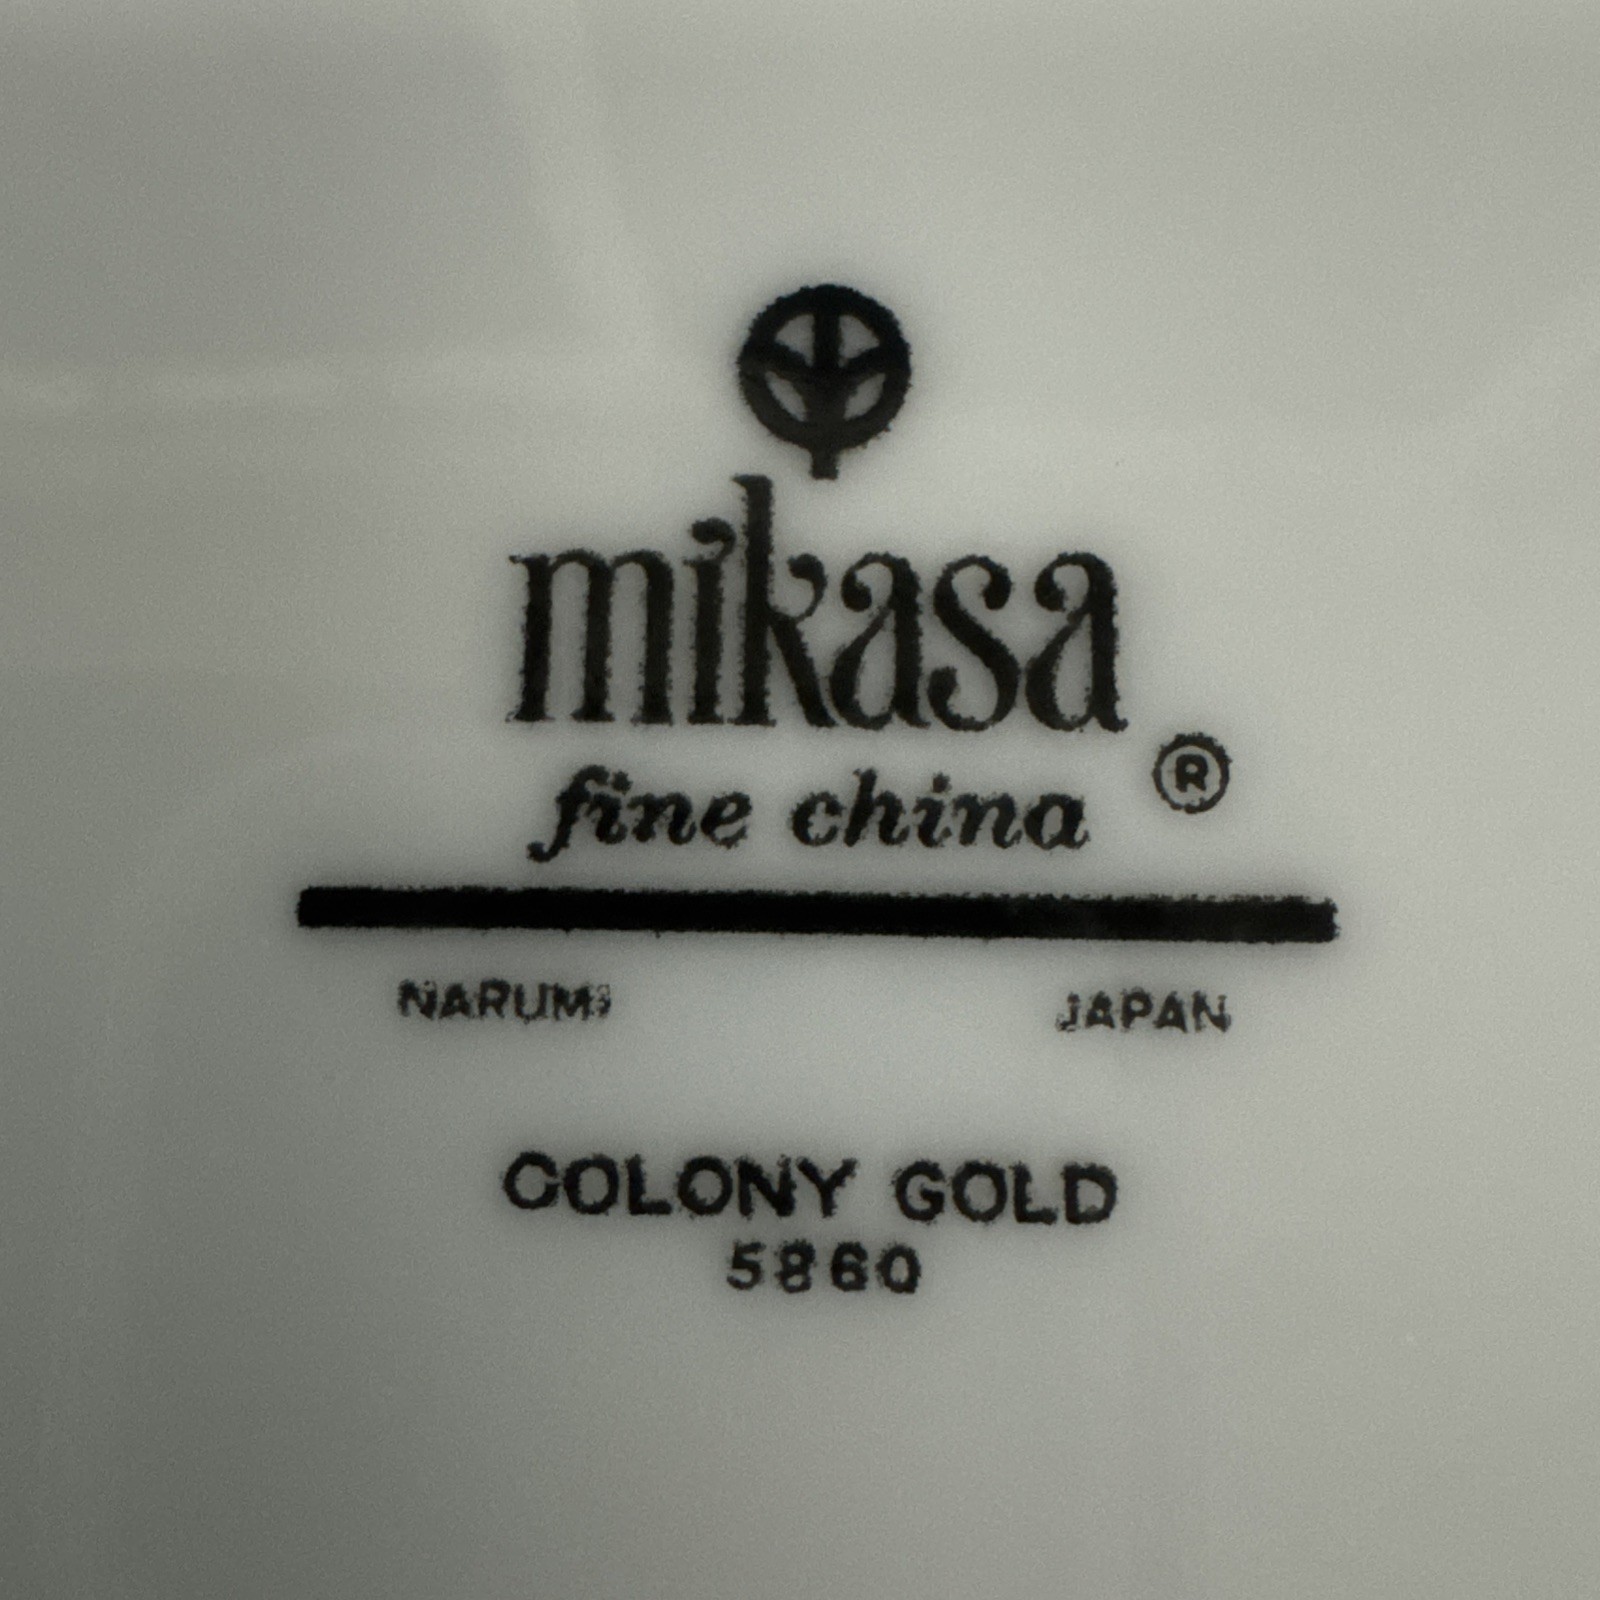 mikasa
®
fine china
NARUMI JAPAN
COLONY GOLD
5860